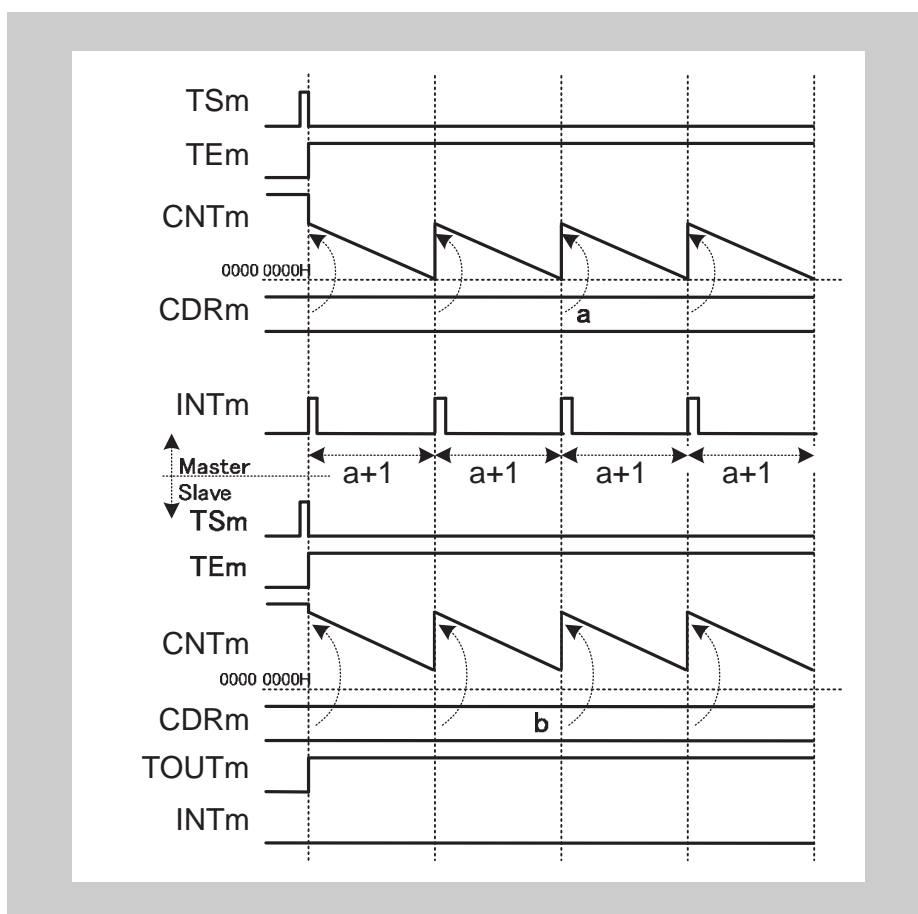 TSm
TEm
CNTm
0000 0000H
CDRm
a
INTm
a+1 a+1 a+1 a+1
Master
Slave
TSm
TEm
CNTm
0000 0000H
CDRm
b
TOUTm
INTm